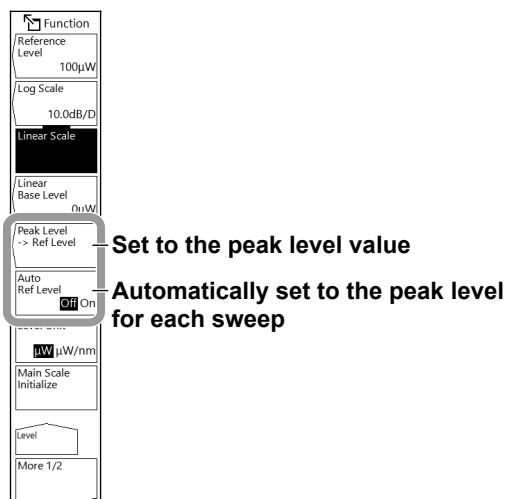 Function
Reference
Level
100µW
Log Scale
10.0dB/D
Linear Scale
Linear
Base Level
0µW
Peak Level
-> Ref Level
Set to the peak level value
Auto
Ref Level
Off On
Automatically set to the peak level
for each sweep
Level Unit
µW µW/nm
Main Scale
Initialize
Level
More 1/2